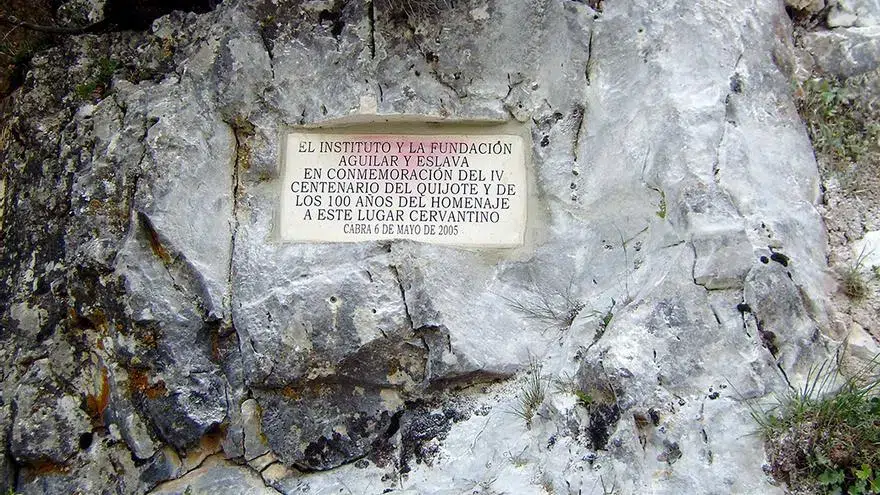 EL INSTITUTO Y LA FUNDACIÓN
AGUILAR Y ESLAVA
EN CONMEMORACIÓN DEL IV
CENTENARIO DEL QUIJOTE Y DE
LOS 100 AÑOS DEL HOMENAJE
A ESTE LUGAR CERVANTINO
CABRA 6 DE MAYO DE 2005